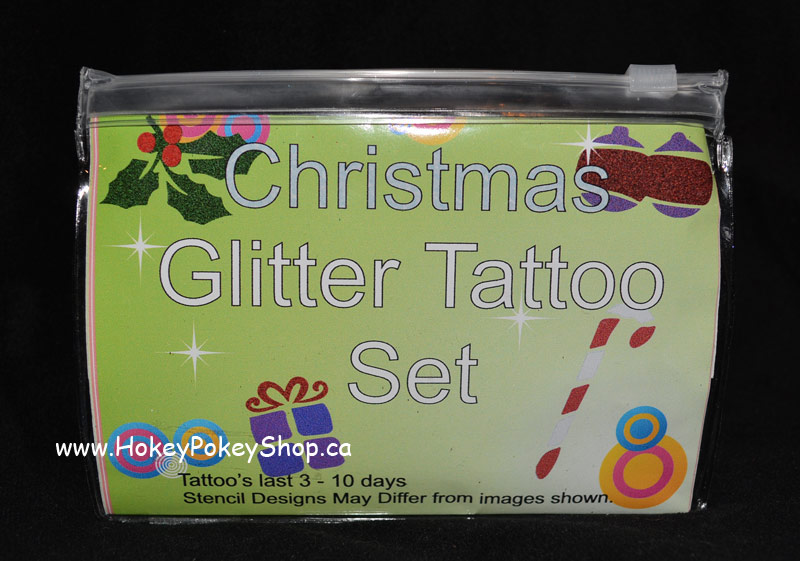 Christmas
Glitter Tattoo
Set
www.HokeyPokeyShop.ca
Tattoo's last 3 - 10 days
Stencil Designs May Differ from images shown.